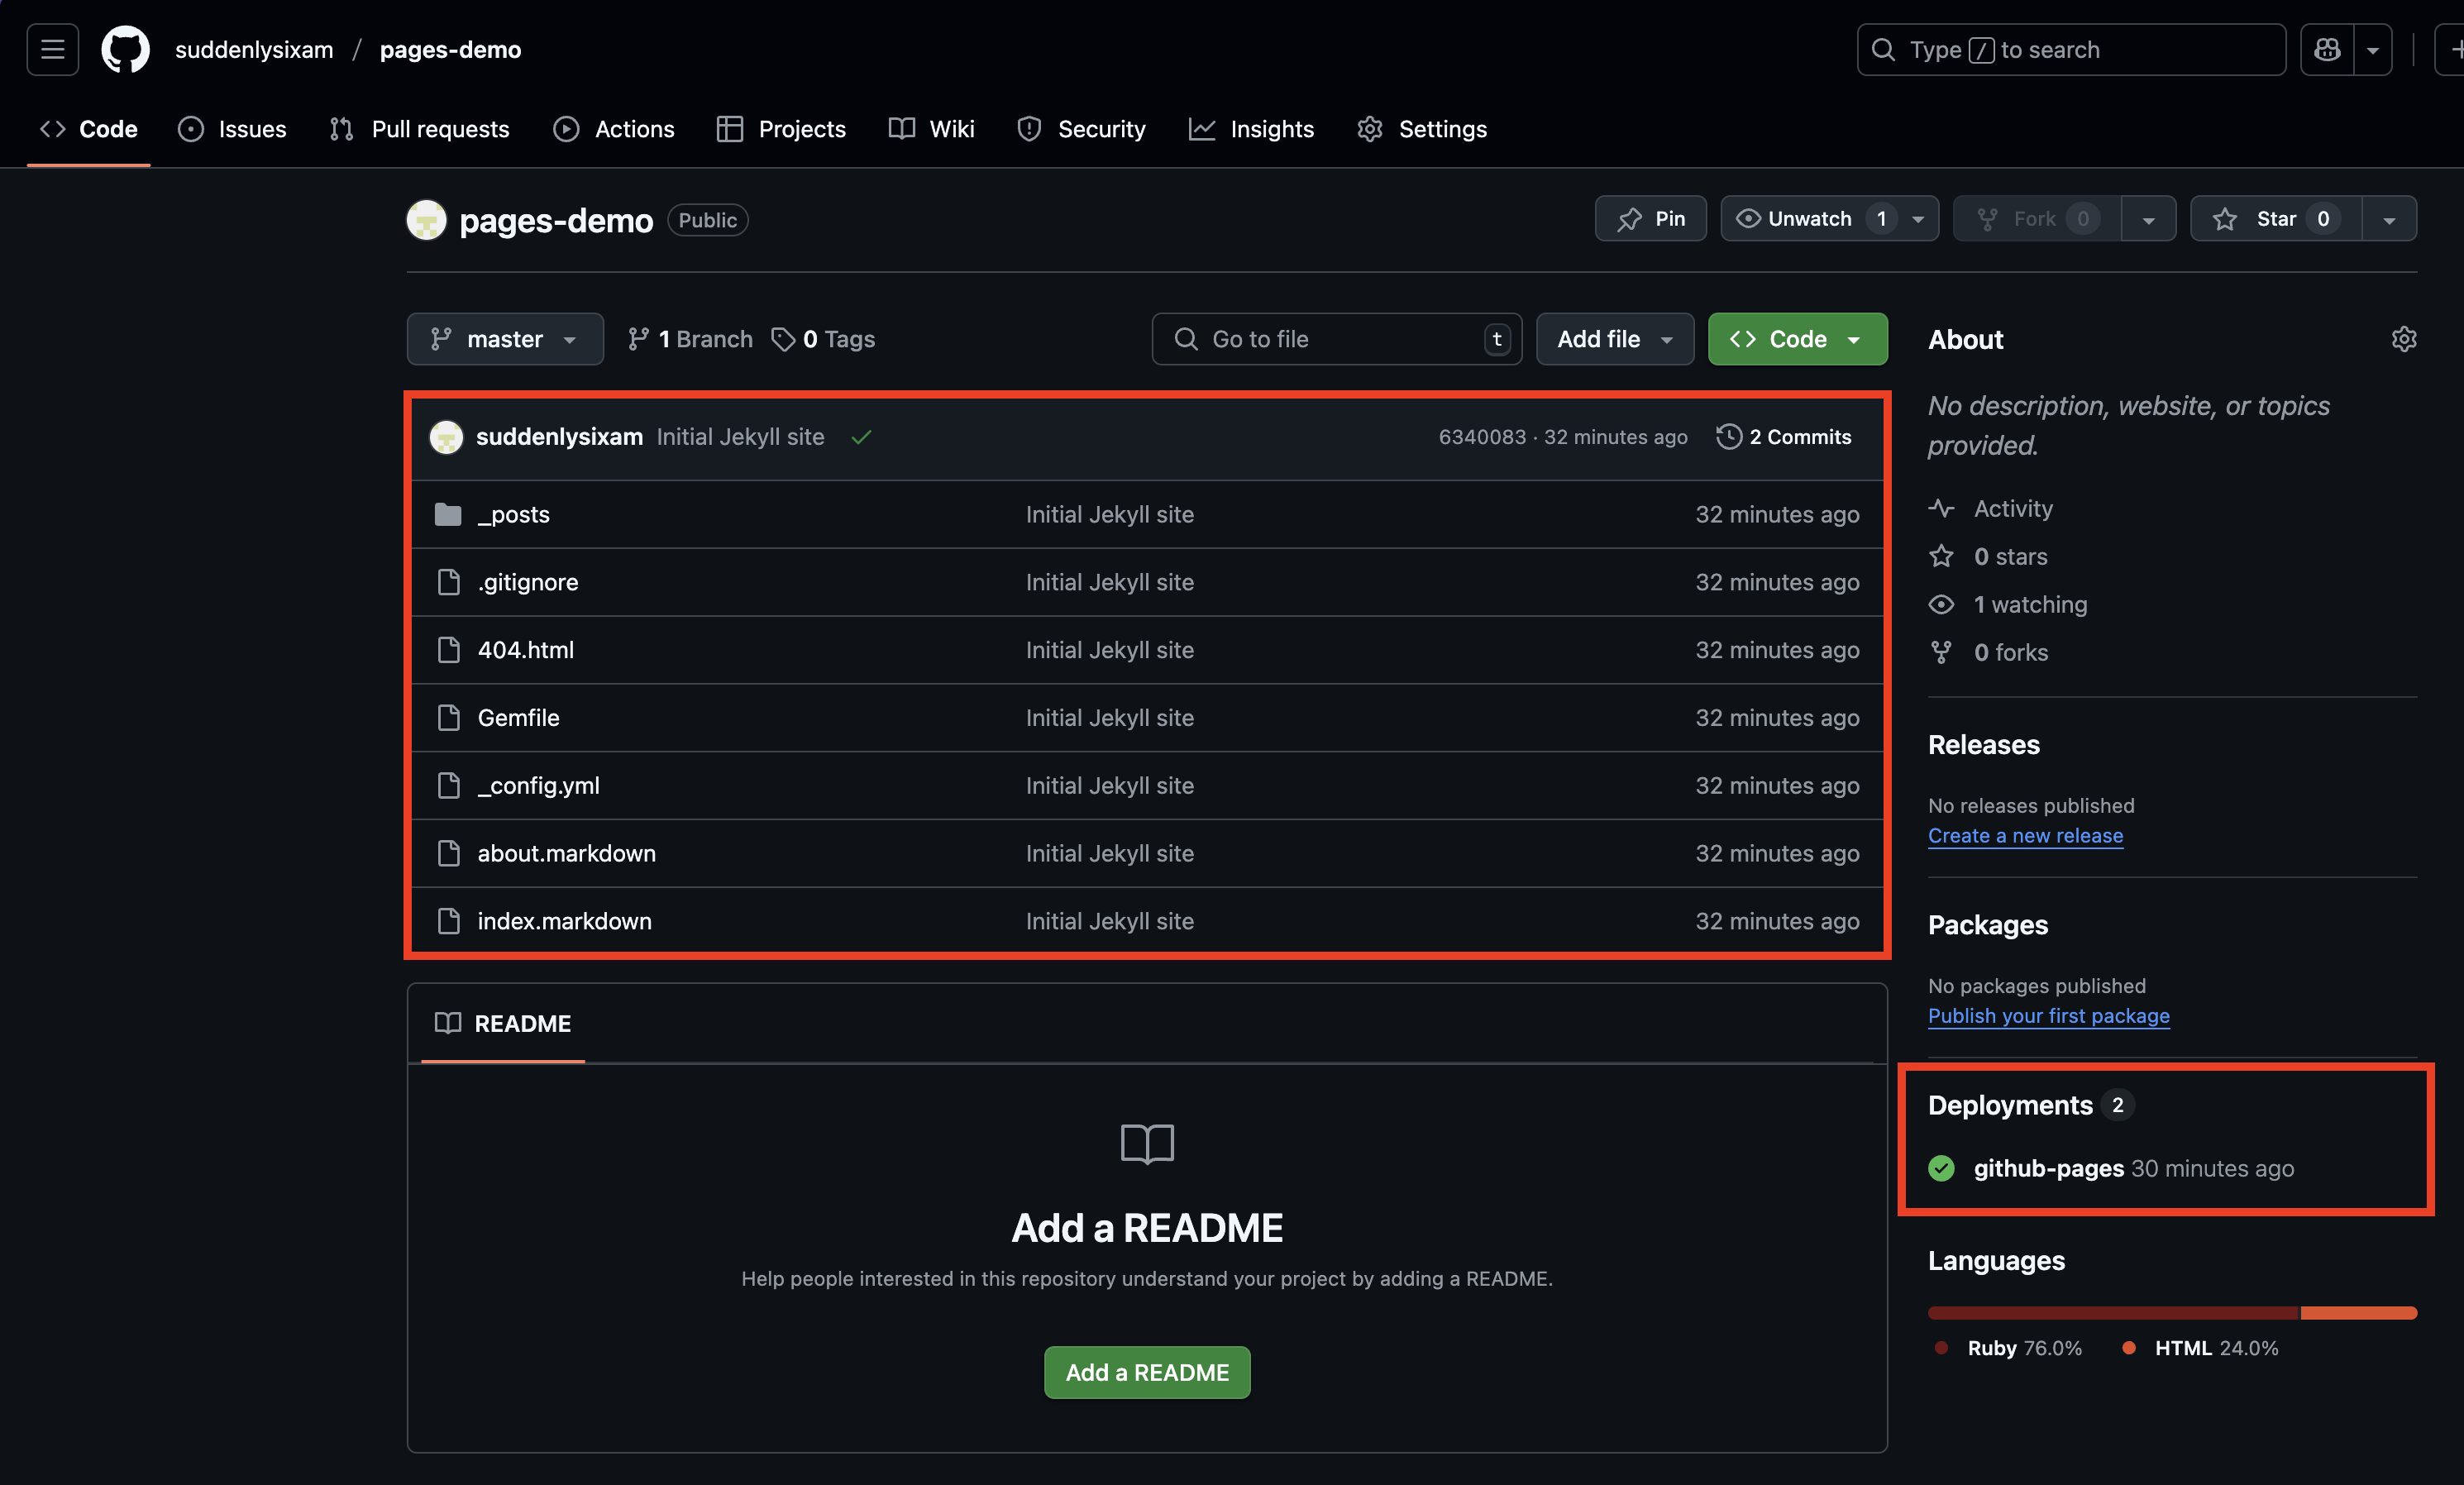 suddenlysixam / pages-demo
Type / to search
Code Issues Pull requests Actions Projects Wiki Security Insights Settings
pages-demo Public
Pin Unwatch 1 Fork 0 Star 0
master 1 Branch 0 Tags Go to file t Add file Code
suddenlysixam Initial Jekyll site 6340083 · 32 minutes ago 2 Commits
_posts Initial Jekyll site 32 minutes ago
.gitignore Initial Jekyll site 32 minutes ago
404.html Initial Jekyll site 32 minutes ago
Gemfile Initial Jekyll site 32 minutes ago
_config.yml Initial Jekyll site 32 minutes ago
about.markdown Initial Jekyll site 32 minutes ago
index.markdown Initial Jekyll site 32 minutes ago
README
Add a README
Help people interested in this repository understand your project by adding a README.
Add a README
About
No description, website, or topics
provided.
Activity
0 stars
1 watching
0 forks
Releases
No releases published
Create a new release
Packages
No packages published
Publish your first package
Deployments 2
github-pages 30 minutes ago
Languages
Ruby 76.0% HTML 24.0%